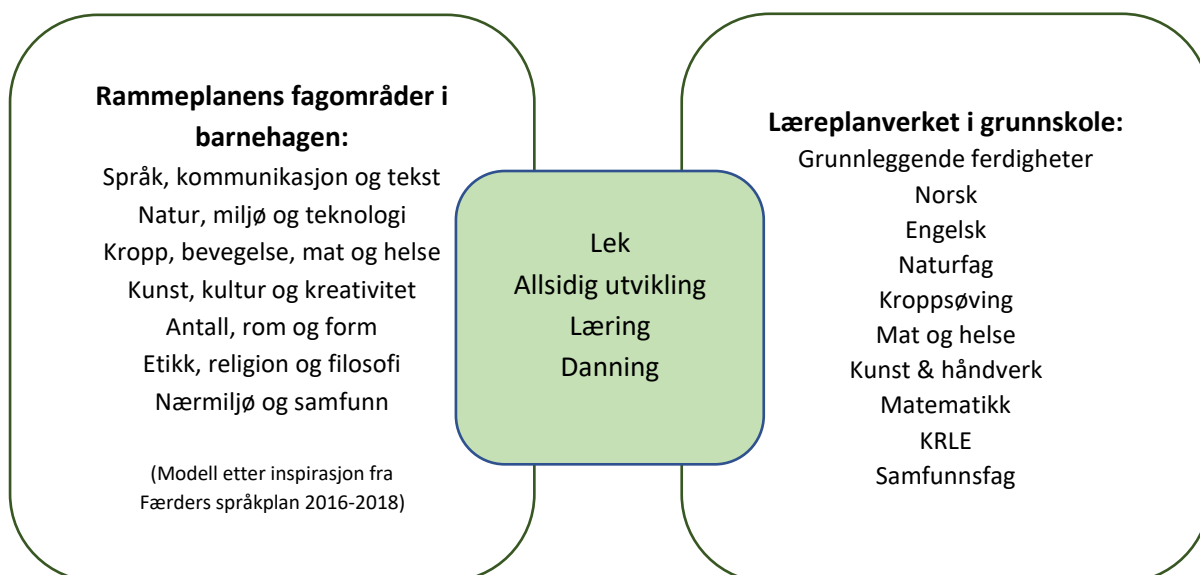 Rammeplanens fagområder i
barnehagen:
Språk, kommunikasjon og tekst
Natur, miljø og teknologi
Kropp, bevegelse, mat og helse
Kunst, kultur og kreativitet
Antall, rom og form
Etikk, religion og filosofi
Nærmiljø og samfunn
(Modell etter inspirasjon fra
Færders språkplan 2016-2018)
Lek
Allsidig utvikling
Læring
Danning
Læreplanverket i grunnskole:
Grunnleggende ferdigheter
Norsk
Engelsk
Naturfag
Kroppsøving
Mat og helse
Kunst & håndverk
Matematikk
KRLE
Samfunnsfag